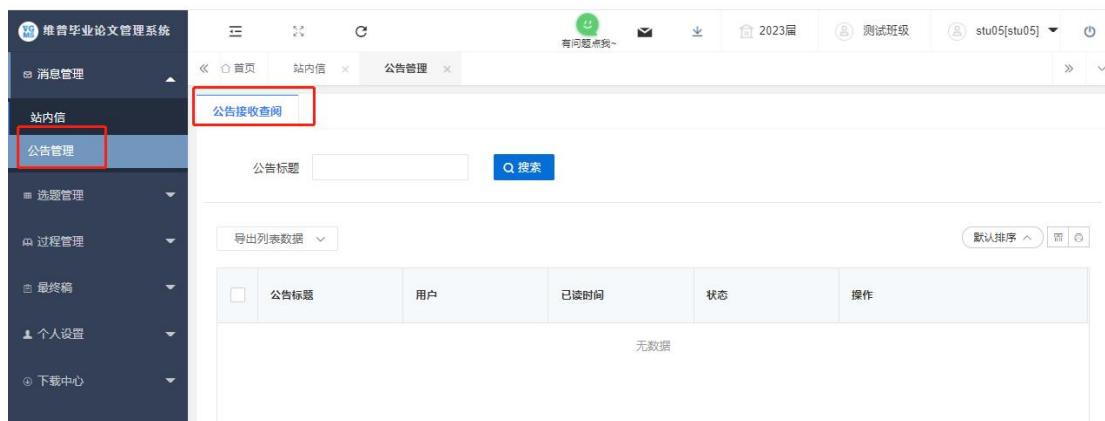 维普毕业论文管理系统
有问题点我~
2023届
测试班级
stu05[stu05]
消息管理
首页
站内信
公告管理
站内信
公告管理
选题管理
过程管理
最终稿
个人设置
下载中心
公告接收查阅
公告标题
搜索
导出列表数据
默认排序
公告标题 用户 已读时间 状态 操作
无数据